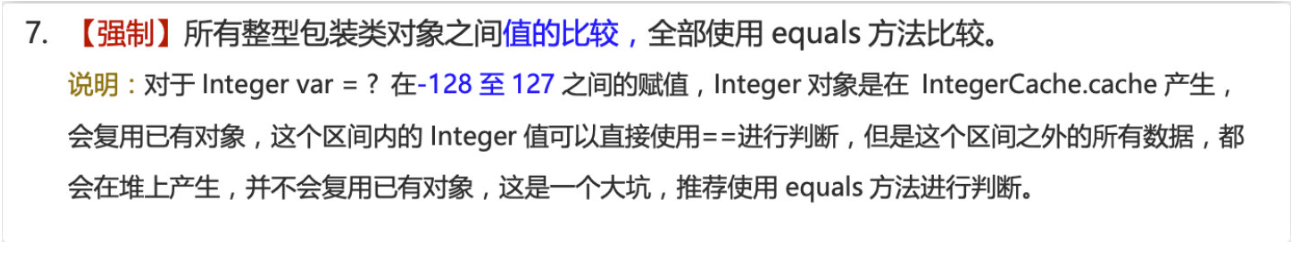 7. 【强制】所有整型包装类对象之间值的比较，全部使用 equals 方法比较。
说明：对于 Integer var = ? 在-128 至 127 之间的赋值，Integer 对象是在 IntegerCache.cache 产生，
会复用已有对象，这个区间内的 Integer 值可以直接使用==进行判断，但是这个区间之外的所有数据，都
会在堆上产生，并不会复用已有对象，这是一个大坑，推荐使用 equals 方法进行判断。